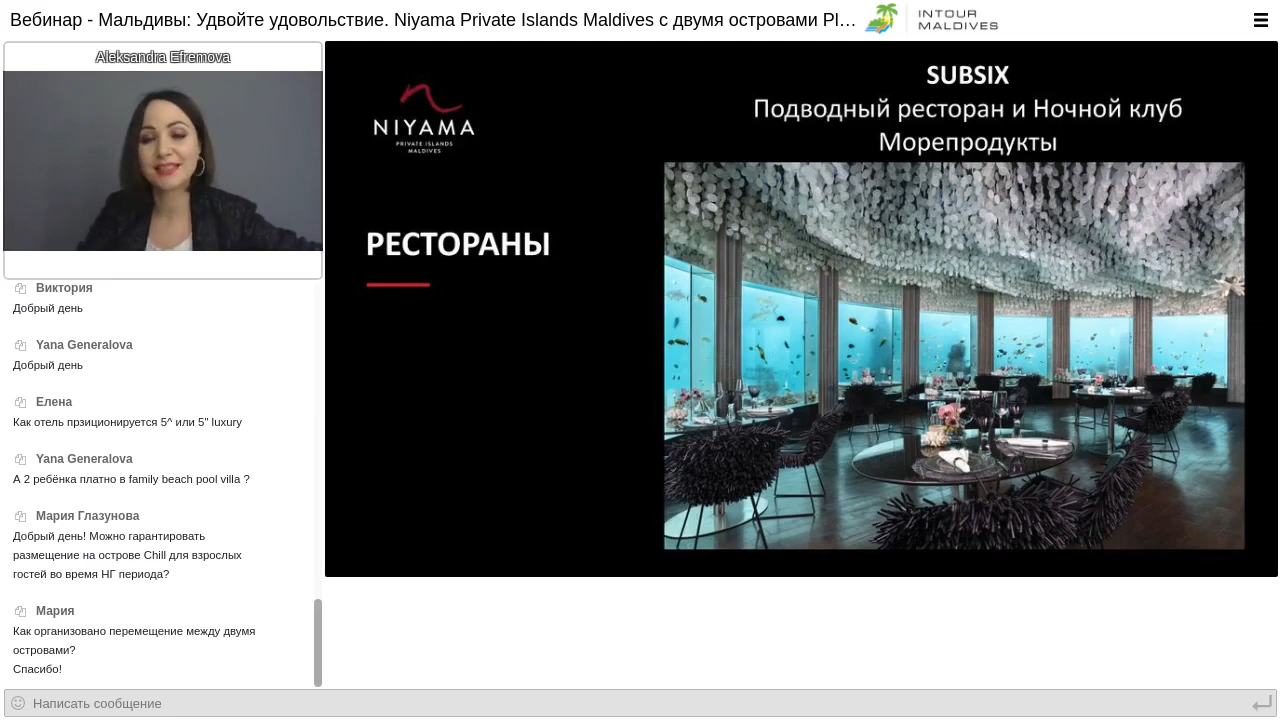 Вебинар - Мальдивы: Удвойте удовольствие. Niyama Private Islands Maldives с двумя островами Pl…
INTOUR
MALDIVES
Aleksandra Efremova
Виктория
Добрый день
Yana Generalova
Добрый день
Елена
Как отель прзиционируется 5^ или 5" luxury
Yana Generalova
А 2 ребёнка платно в family beach pool villa ?
Мария Глазунова
Добрый день! Можно гарантировать
размещение на острове Chill для взрослых
гостей во время НГ периода?
Мария
Как организовано перемещение между двумя
островами?
Спасибо!
Написать сообщение
NIYAMA
PRIVATE ISLANDS
MALDIVES
РЕСТОРАНЫ
SUBSIX
Подводный ресторан и Ночной клуб
Морепродукты